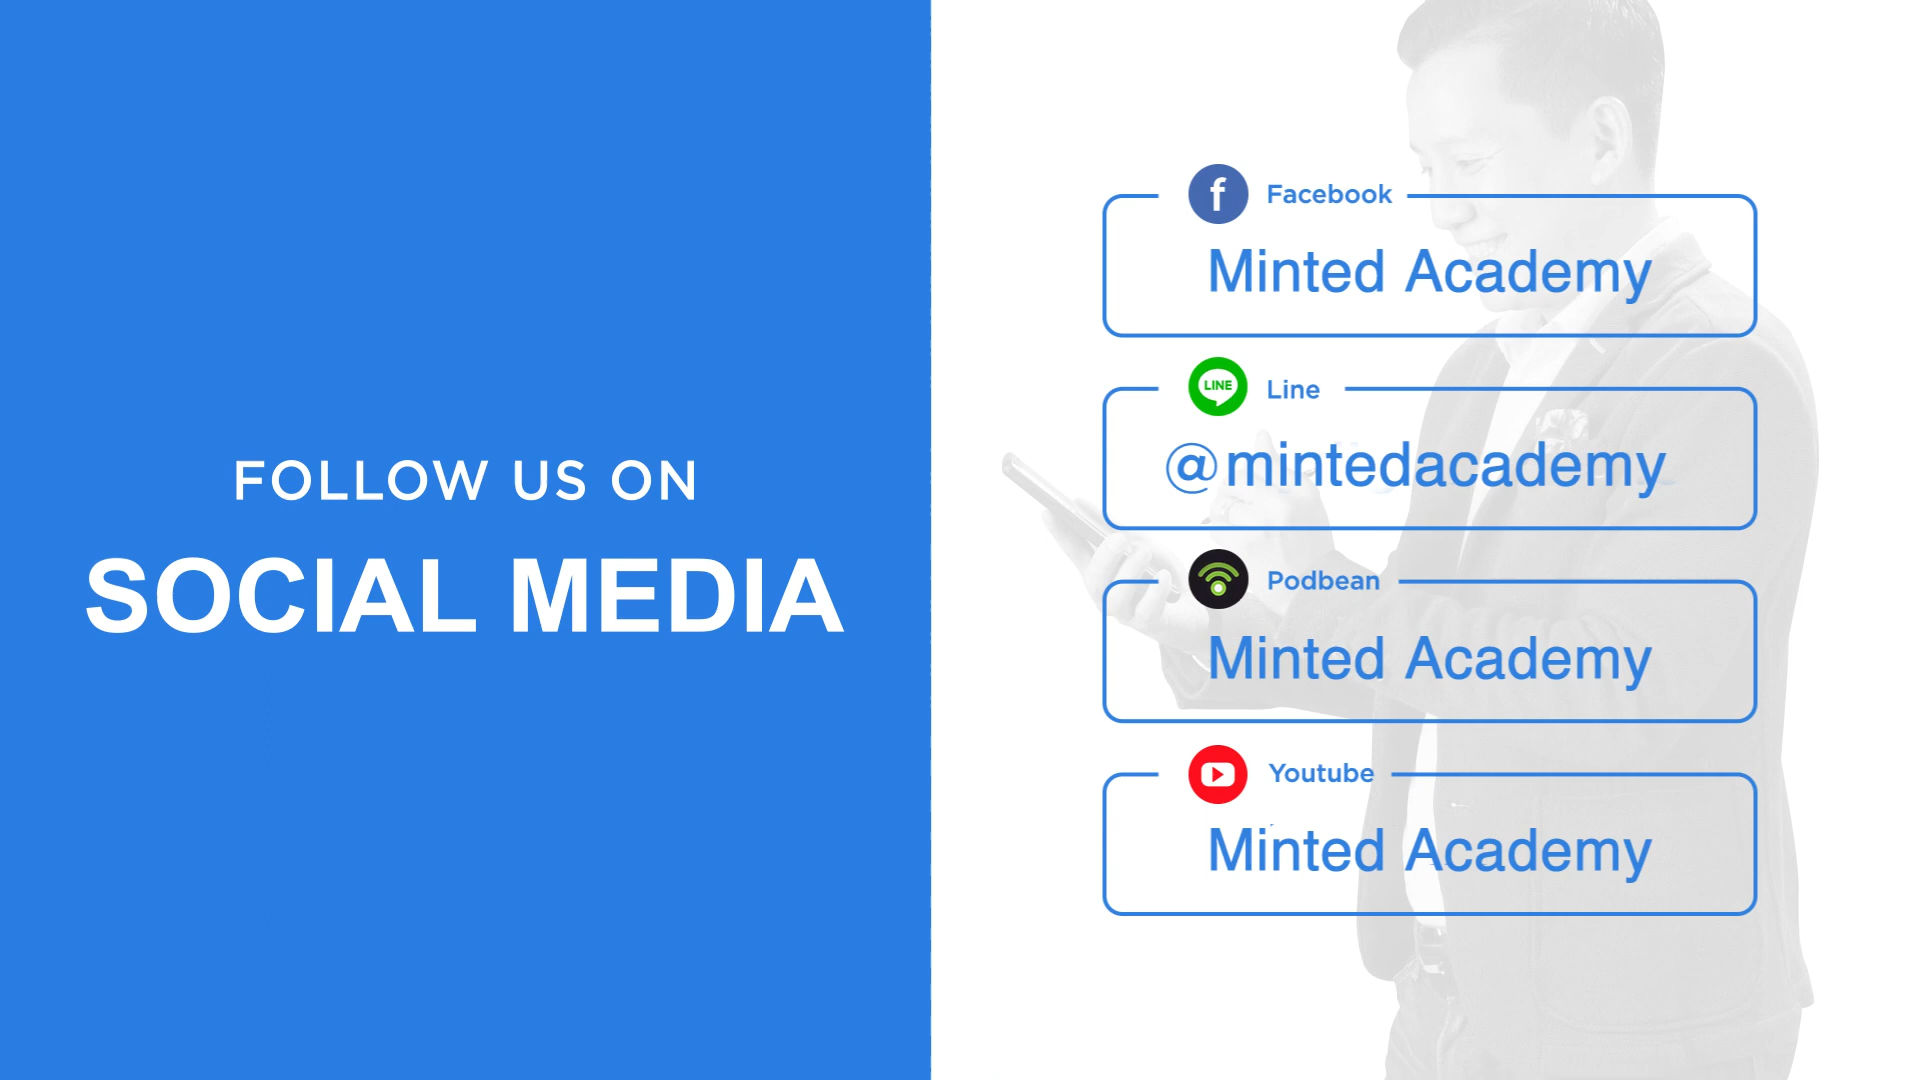 FOLLOW US ON
SOCIAL MEDIA
f Facebook
Minted Academy
LINE Line
@mintedacademy
Podbean
Minted Academy
Youtube
Minted Academy